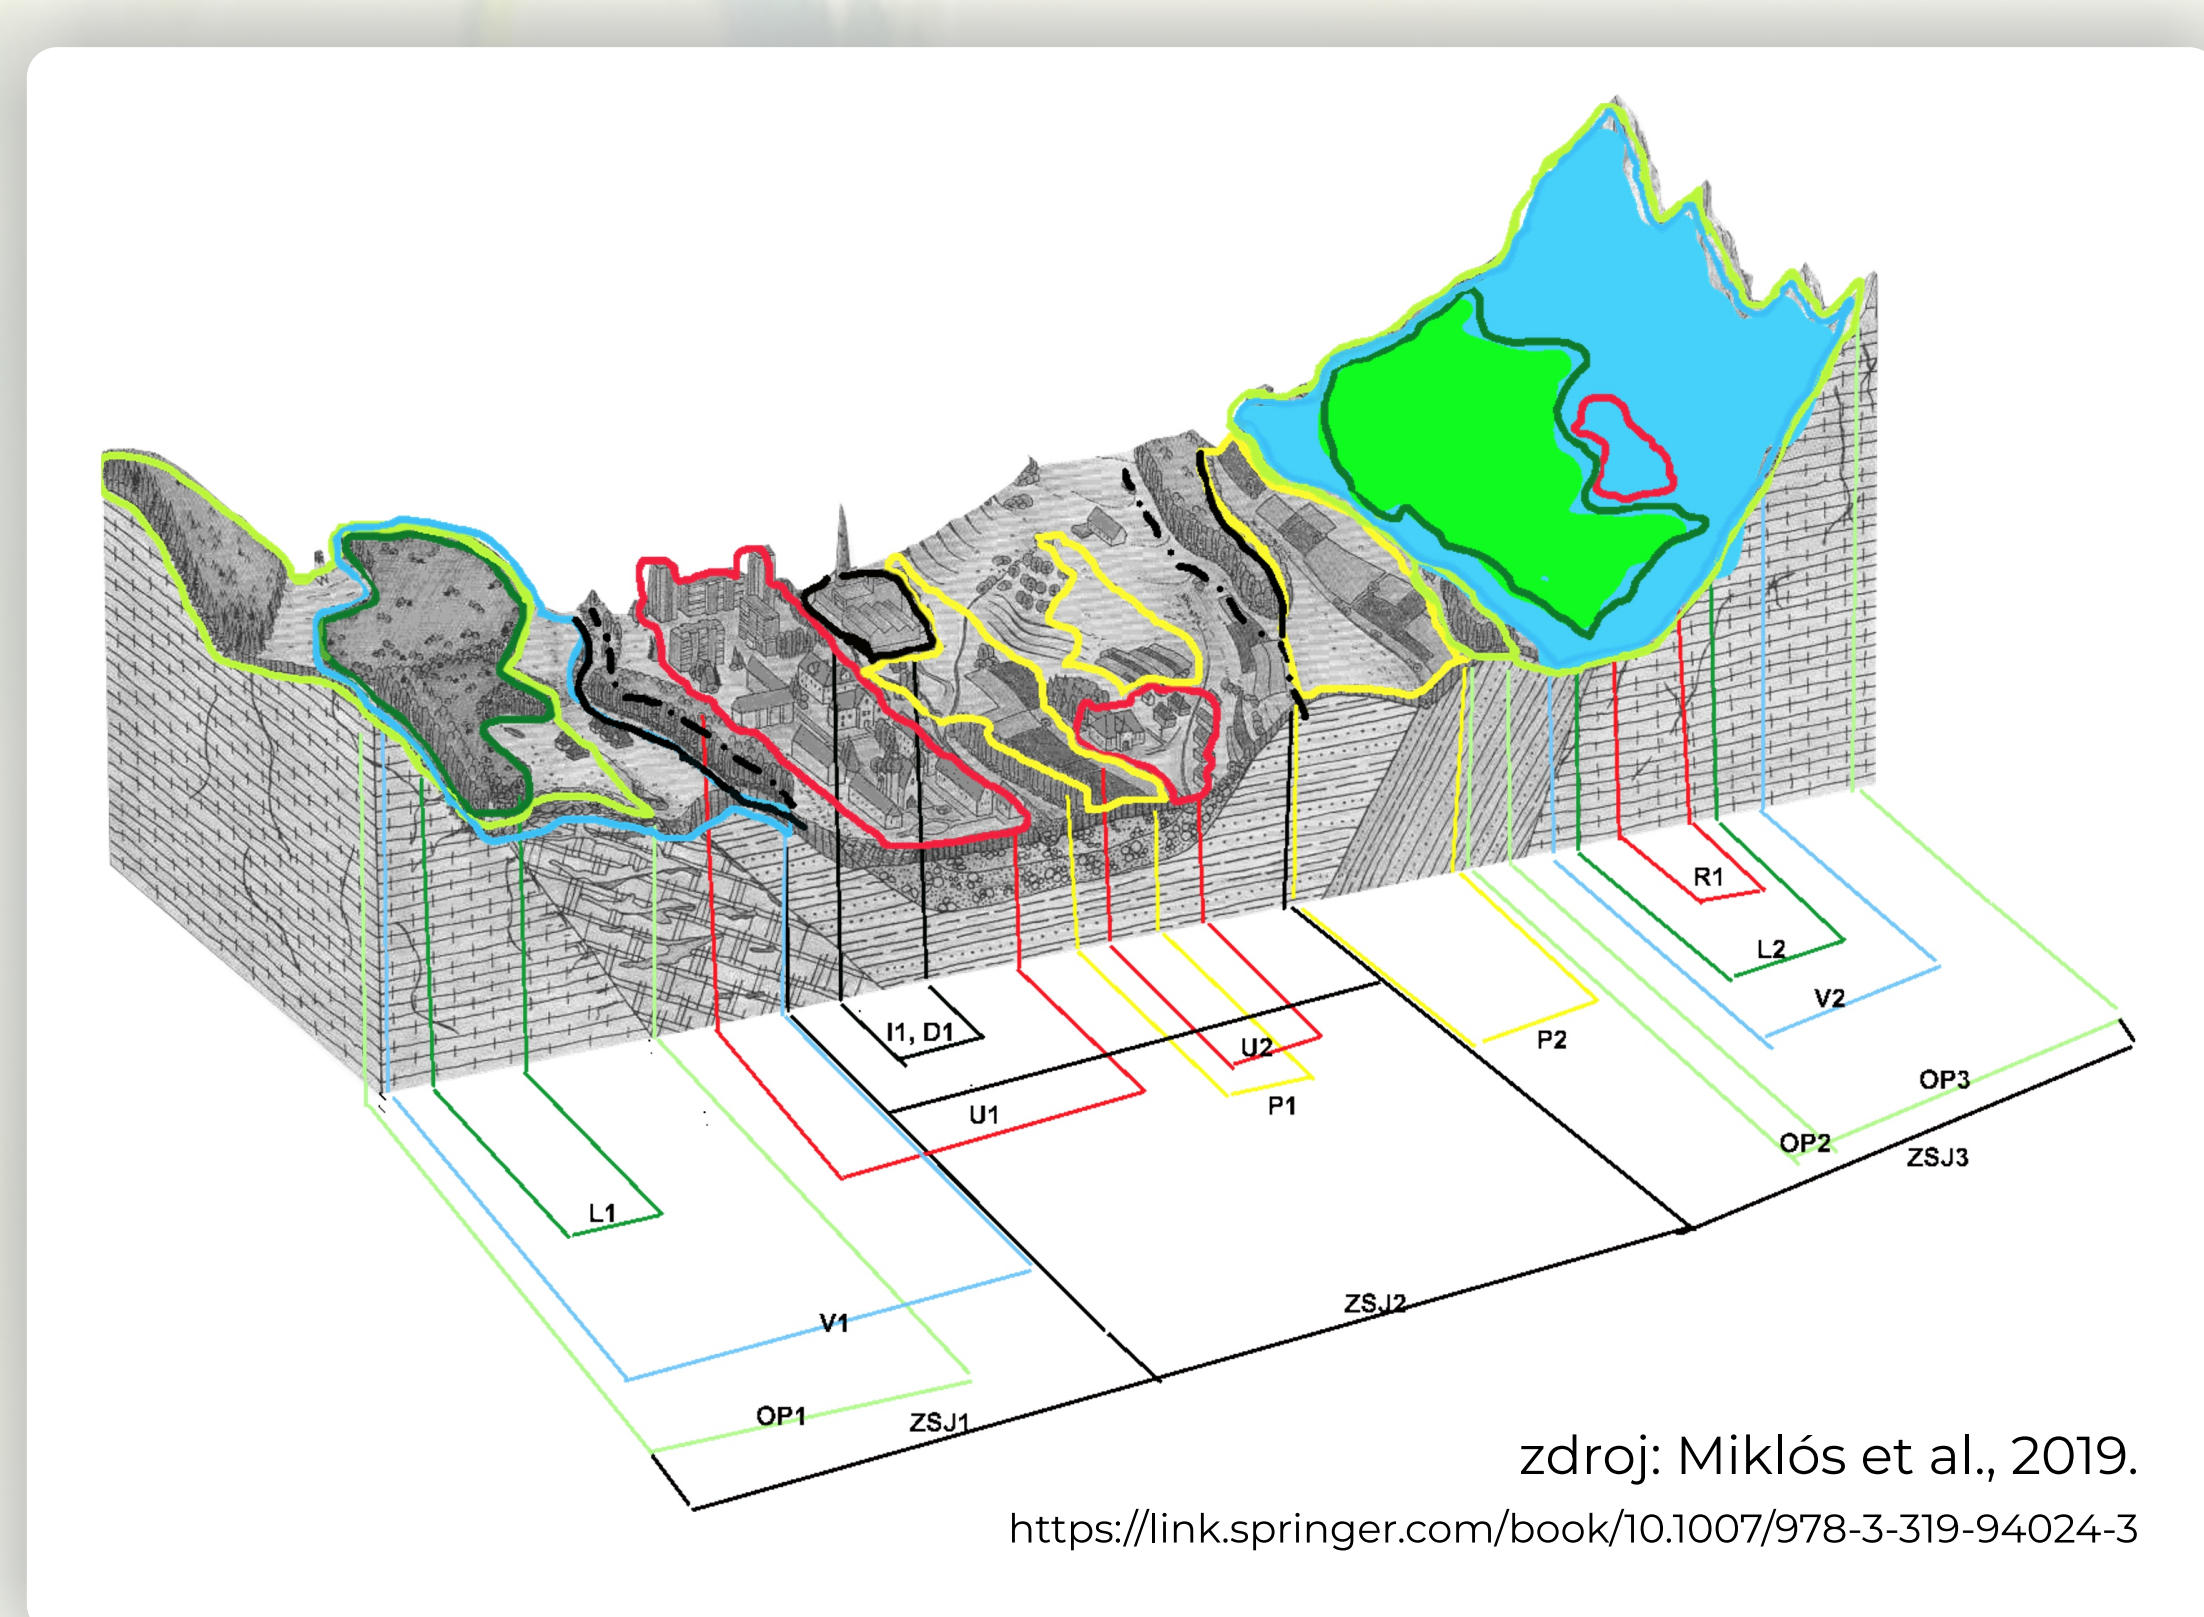 R1
L2
V2
I1, D1
U2
P2
P1
U1
OP3
OP2
ZSJ3
L1
ZSJ2
V1
OP1
ZSJ1
zdroj: Miklós et al., 2019.
https://link.springer.com/book/10.1007/978-3-319-94024-3